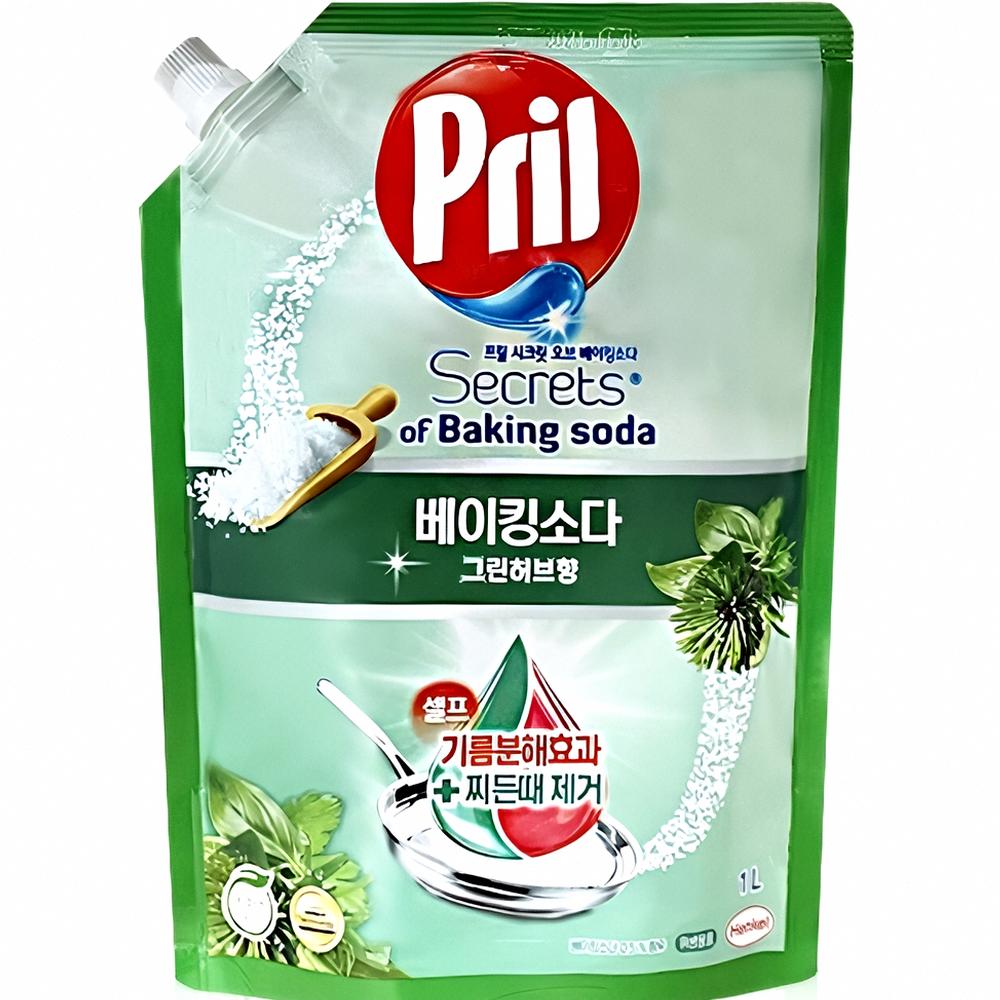 Pril
프릴 시크릿 오브 베이킹소다
Secrets
of Baking soda
베이킹소다
그린허브향
셀프
기름분해효과
+ 찌든때 제거
1L
Henkel